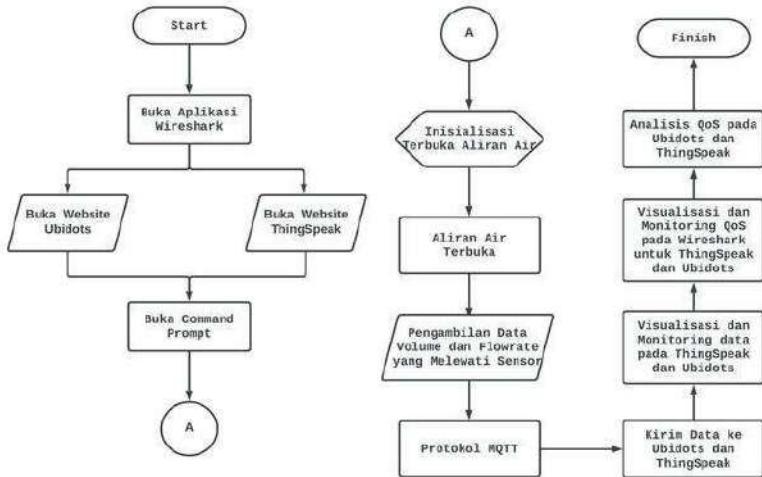 Start
Buka Aplikasi
Wireshark
Buka Website
Ubidots
Buka Website
ThingSpeak
Buka Command
Prompt
A
A
Inisialisasi
Terbuka Aliran Air
Aliran Air
Terbuka
Pengambilan Data
Volume dan Flowrate
yang Melewati Sensor
Protokol MQTT
Kirim Data ke
Ubidots dan
ThingSpeak
Visualisasi dan
Monitoring data
pada ThingSpeak
dan Ubidots
Visualisasi dan
Monitoring QoS
pada Wireshark
untuk ThingSpeak
dan Ubidots
Analisis QoS pada
Ubidots dan
ThingSpeak
Finish